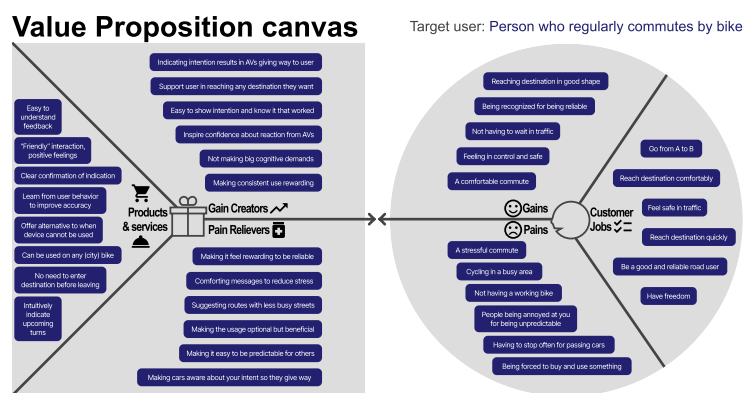 Value Proposition canvas
Target user: Person who regularly commutes by bike
Indicating intention results in AVs giving way to user
Support user in reaching any destination they want
Easy to show intention and know it that worked
Inspire confidence about reaction from AVs
Not making big cognitive demands
Making consistent use rewarding
Gain Creators
Easy to
understand
feedback
"Friendly" interaction,
positive feelings
Clear confirmation of indication
Learn from user behavior
to improve accuracy
Offer alternative to when
device cannot be used
Can be used on any (city) bike
No need to enter
destination before leaving
Intuitively
indicate
upcoming
turns
Products
& services
Pain Relievers
Making it feel rewarding to be reliable
Comforting messages to reduce stress
Suggesting routes with less busy streets
Making the usage optional but beneficial
Making it easy to be predictable for others
Making cars aware about your intent so they give way
Reaching destination in good shape
Being recognized for being reliable
Not having to wait in traffic
Feeling in control and safe
A comfortable commute
Gains
Pains
A stressful commute
Cycling in a busy area
Not having a working bike
People being annoyed at you
for being unpredictable
Having to stop often for passing cars
Being forced to buy and use something
Customer
Jobs
Go from A to B
Reach destination comfortably
Feel safe in traffic
Reach destination quickly
Be a good and reliable road user
Have freedom